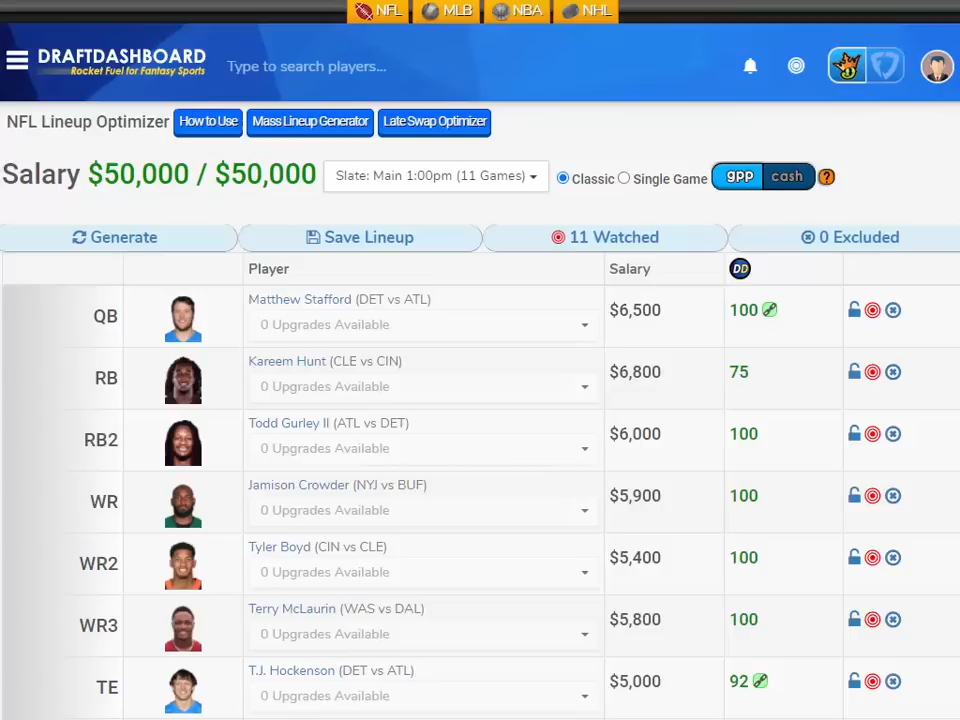 NFL MLB NBA NHL
DRAFTDASHBOARD
Rocket Fuel for Fantasy Sports
Type to search players...
NFL Lineup Optimizer How to Use Mass Lineup Generator Late Swap Optimizer
Salary $50,000 / $50,000 Slate: Main 1:00pm (11 Games) Classic Single Game gpp cash ?
Generate Save Lineup 11 Watched 0 Excluded
Player Salary DD
QB Matthew Stafford (DET vs ATL) $6,500 100
0 Upgrades Available
RB Kareem Hunt (CLE vs CIN) $6,800 75
0 Upgrades Available
RB2 Todd Gurley II (ATL vs DET) $6,000 100
0 Upgrades Available
WR Jamison Crowder (NYJ vs BUF) $5,900 100
0 Upgrades Available
WR2 Tyler Boyd (CIN vs CLE) $5,400 100
0 Upgrades Available
WR3 Terry McLaurin (WAS vs DAL) $5,800 100
0 Upgrades Available
TE T.J. Hockenson (DET vs ATL) $5,000 92
0 Upgrades Available